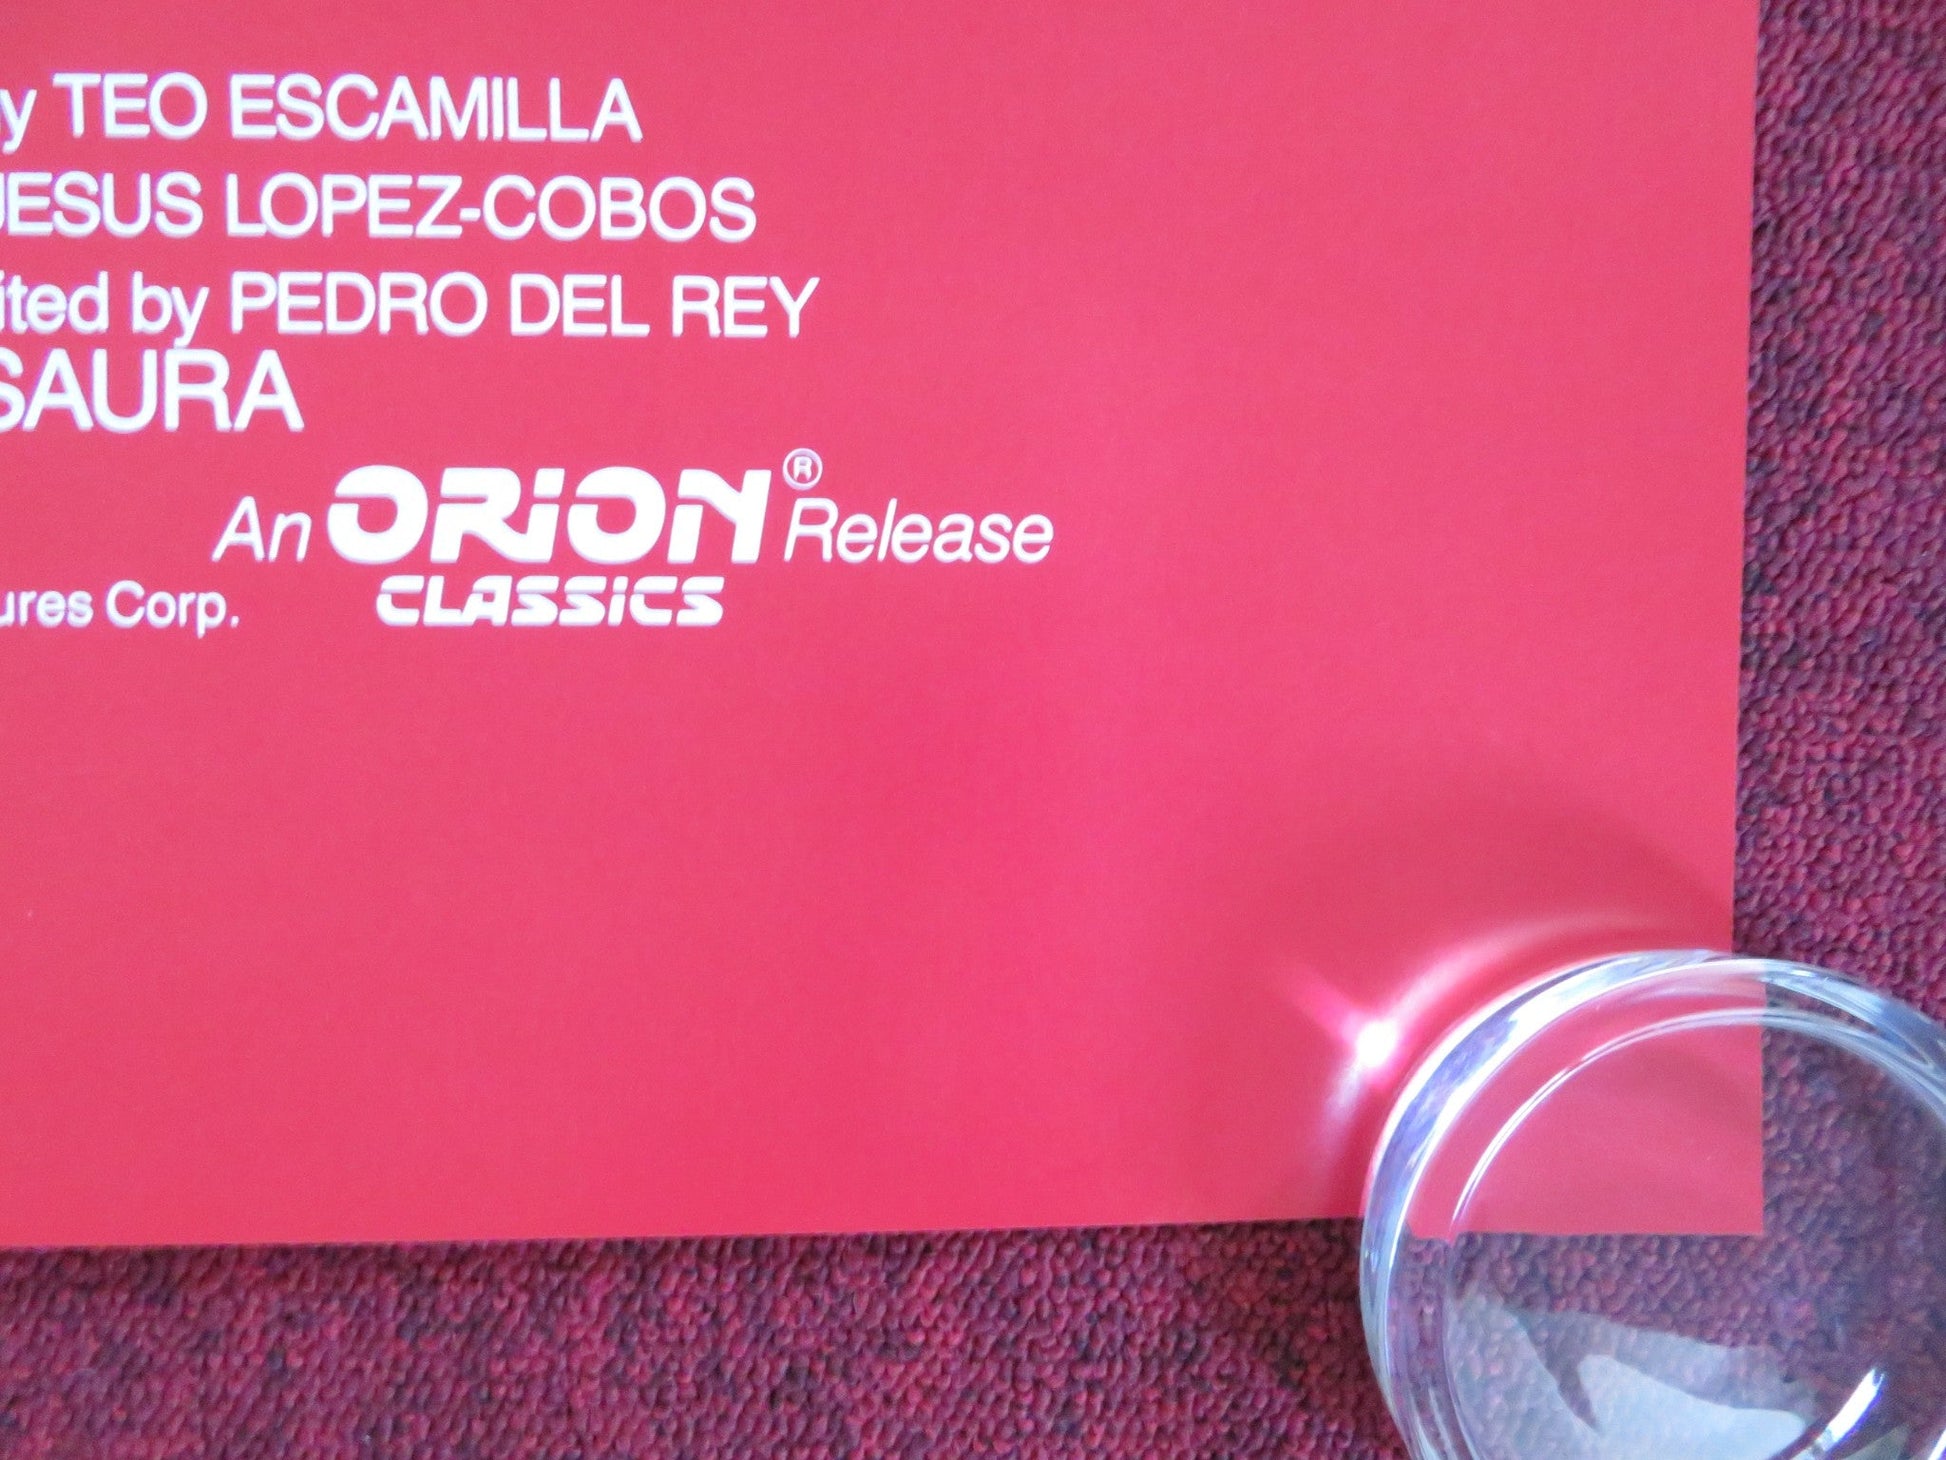 y TEO ESCAMILLA
JESUS LOPEZ-COBOS
ited by PEDRO DEL REY
SAURA
An ORION® Release
CLASSICS
ures Corp.